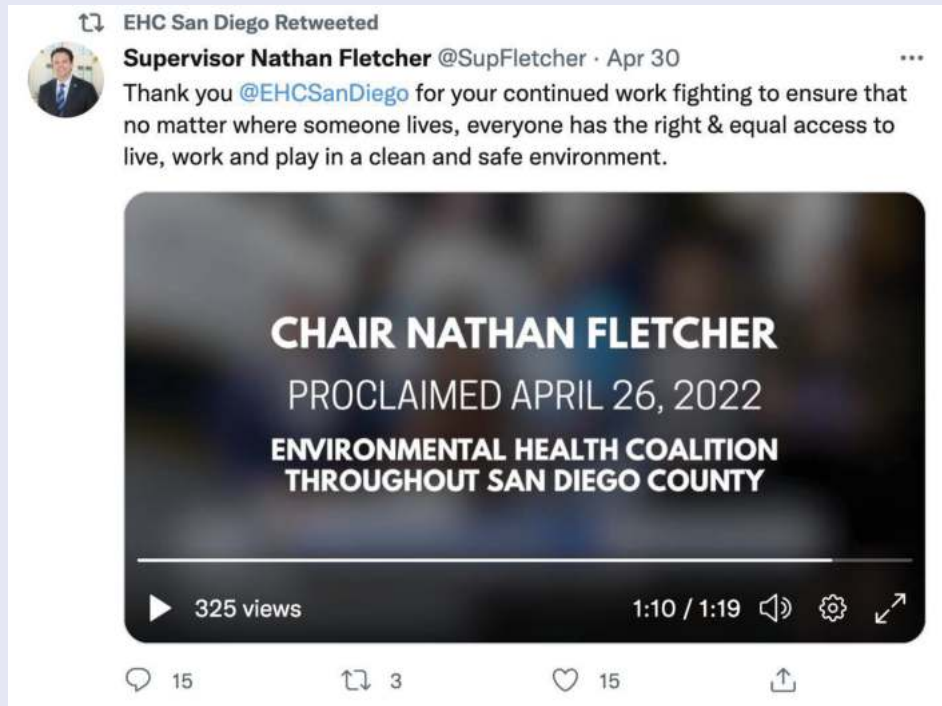 EHC San Diego Retweeted
Supervisor Nathan Fletcher @SupFletcher · Apr 30
Thank you @EHCSanDiego for your continued work fighting to ensure that
no matter where someone lives, everyone has the right & equal access to
live, work and play in a clean and safe environment.
CHAIR NATHAN FLETCHER
PROCLAIMED APRIL 26, 2022
ENVIRONMENTAL HEALTH COALITION
THROUGHOUT SAN DIEGO COUNTY
325 views 1:10 / 1:19
15 3 15